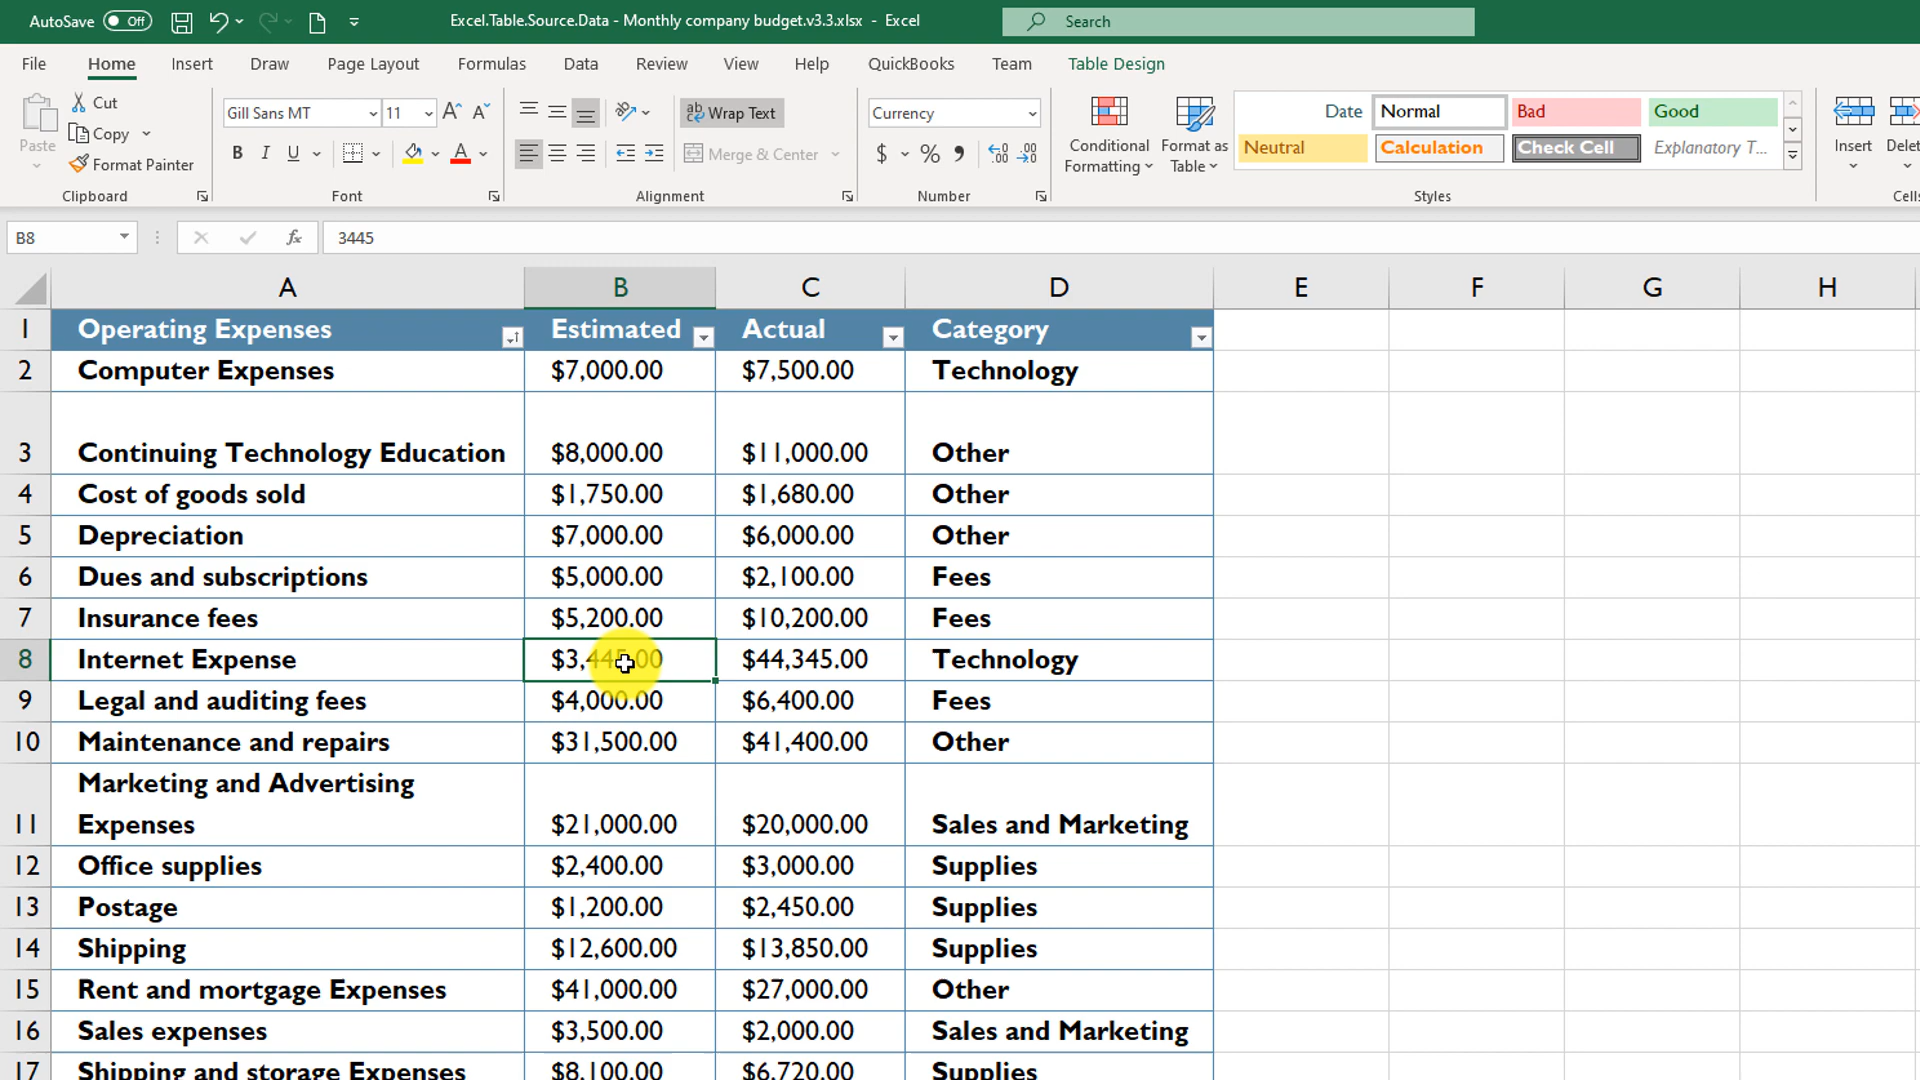 AutoSave Off Excel.Table.Source.Data - Monthly company budget.v3.3.xlsx - Excel Search
File Home Insert Draw Page Layout Formulas Data Review View Help QuickBooks Team Table Design
Paste Cut Copy Format Painter
Clipboard
Gill Sans MT 11
B I U A
Font
ab Wrap Text
Merge & Center
Alignment
Currency
$ % 9
Number
Conditional Formatting Format as Table
Date Normal Bad Good
Neutral Calculation Check Cell Explanatory T...
Styles
Insert Delet
Cells
B8 fx 3445
A B C D E F G H
1 Operating Expenses Estimated Actual Category
2 Computer Expenses $7,000.00 $7,500.00 Technology
3 Continuing Technology Education $8,000.00 $11,000.00 Other
4 Cost of goods sold $1,750.00 $1,680.00 Other
5 Depreciation $7,000.00 $6,000.00 Other
6 Dues and subscriptions $5,000.00 $2,100.00 Fees
7 Insurance fees $5,200.00 $10,200.00 Fees
8 Internet Expense $3,445.00 $44,345.00 Technology
9 Legal and auditing fees $4,000.00 $6,400.00 Fees
10 Maintenance and repairs $31,500.00 $41,400.00 Other
Marketing and Advertising
11 Expenses $21,000.00 $20,000.00 Sales and Marketing
12 Office supplies $2,400.00 $3,000.00 Supplies
13 Postage $1,200.00 $2,450.00 Supplies
14 Shipping $12,600.00 $13,850.00 Supplies
15 Rent and mortgage Expenses $41,000.00 $27,000.00 Other
16 Sales expenses $3,500.00 $2,000.00 Sales and Marketing
17 Shipping and storage Expenses $8,100.00 $6,720.00 Supplies